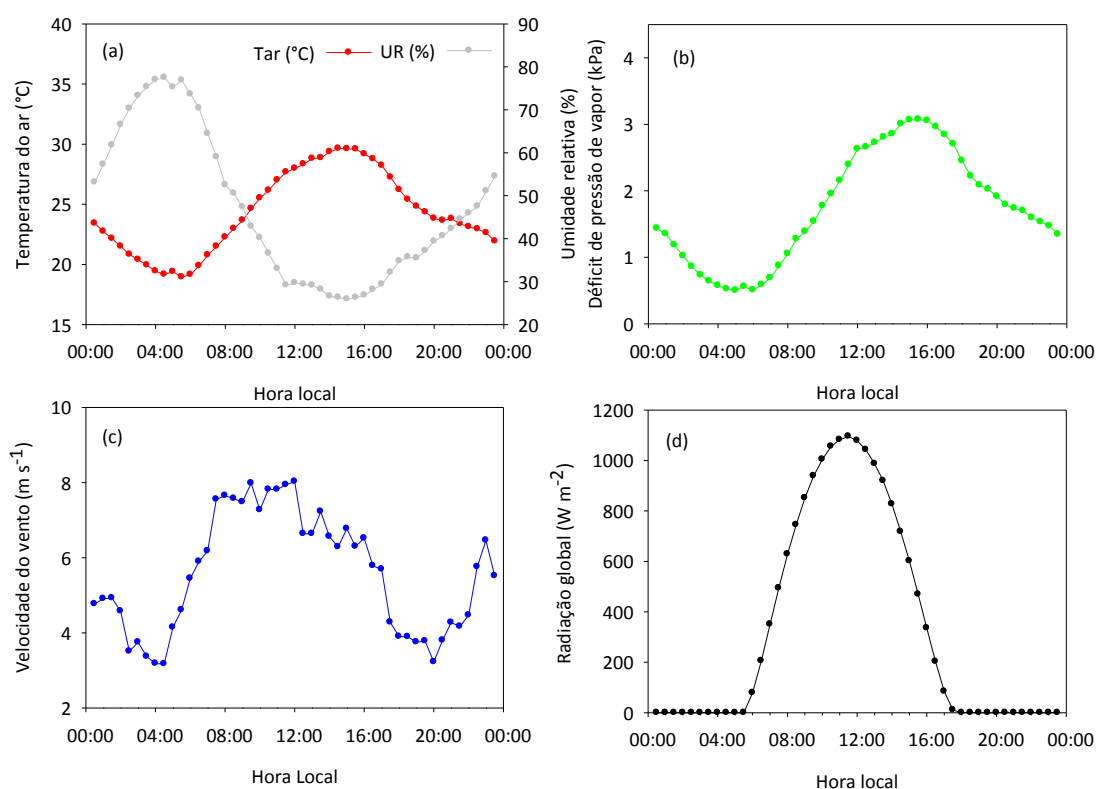 (a)
Tar (°C)
UR (%)
Temperatura do ar (°C)
40
35
30
25
20
15
Umidade relativa (%)
90
80
70
60
50
40
30
20
00:00 04:00 08:00 12:00 16:00 20:00 00:00
Hora local
(b)
Déficit de pressão de vapor (kPa)
4
3
2
1
0
00:00 04:00 08:00 12:00 16:00 20:00 00:00
Hora local
(c)
Velocidade do vento (m s-1)
10
8
6
4
2
00:00 04:00 08:00 12:00 16:00 20:00 00:00
Hora Local
(d)
Radiação global (W m-2)
1200
1000
800
600
400
200
0
00:00 04:00 08:00 12:00 16:00 20:00 00:00
Hora local